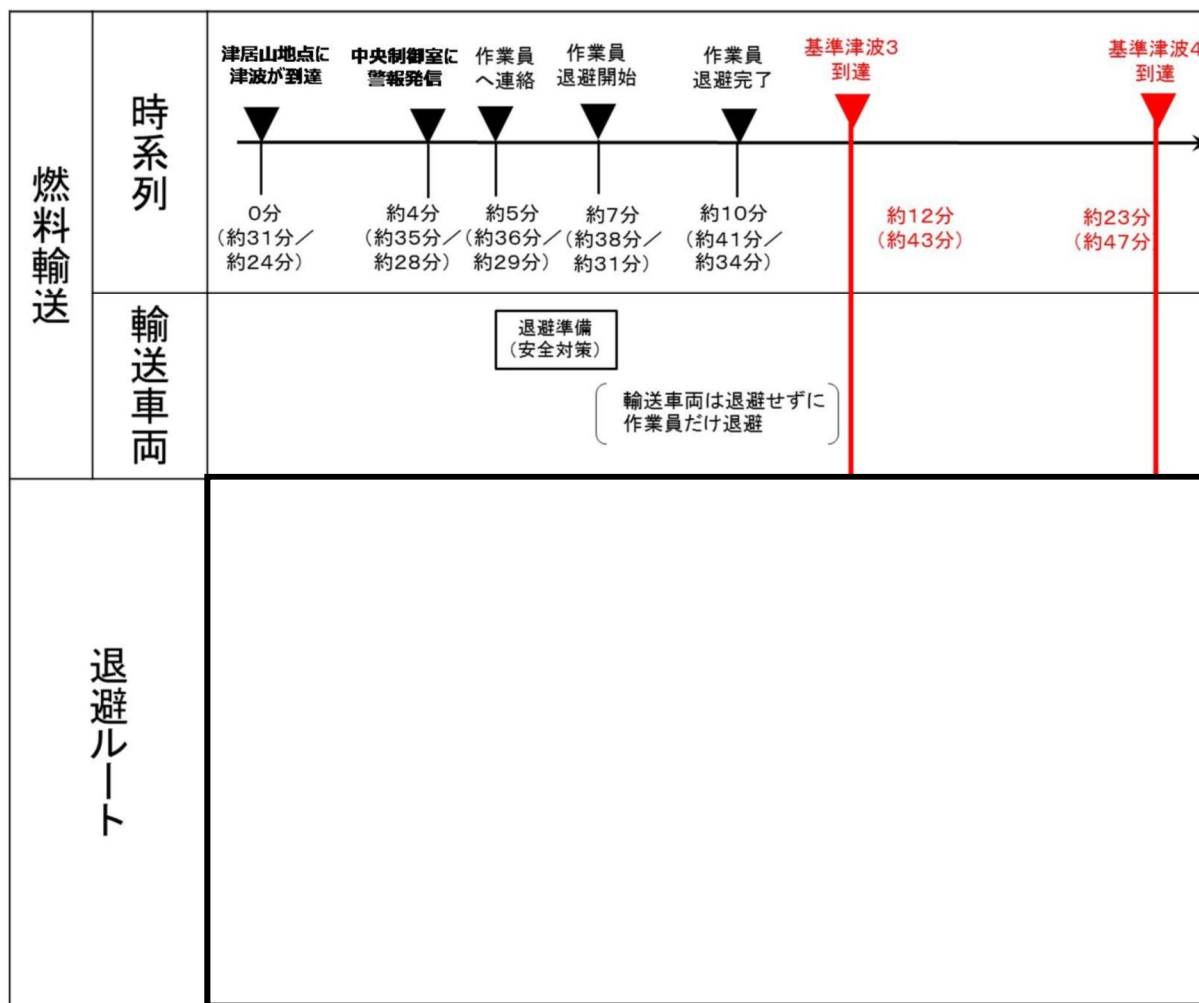 燃料輸送
時系列
津居山地点に
津波が到達
中央制御室に
警報発信
作業員
へ連絡
作業員
退避開始
作業員
退避完了
基準津波3
到達
基準津波4
到達
0分
(約31分／
約24分)
約4分
(約35分／
約28分)
約5分
(約36分／
約29分)
約7分
(約38分／
約31分)
約10分
(約41分／
約34分)
約12分
(約43分)
約23分
(約47分)
輸送車両
退避準備
(安全対策)
輸送車両は退避せずに
作業員だけ退避
退避ルート